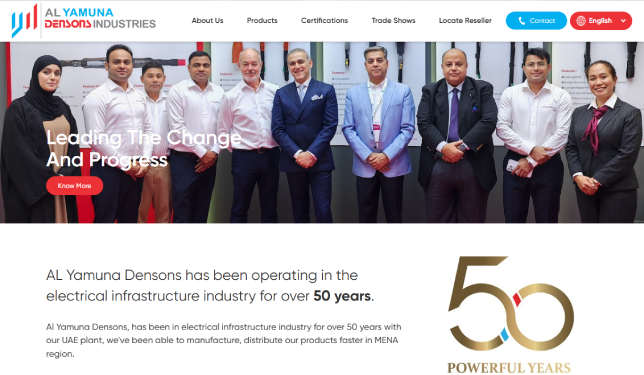 AL YAMUNA
DENSONS INDUSTRIES
About Us
Products
Certifications
Trade Shows
Locate Reseller
Contact
English
Leading The Change
And Progress
Know More
AL Yamuna Densons has been operating in the
electrical infrastructure industry for over 50 years.
Al Yamuna Densons, has been in electrical infrastructure industry for over 50 years with
our UAE plant, we've been able to manufacture, distribute our products faster in MENA
region.
50
POWERFUL YEARS